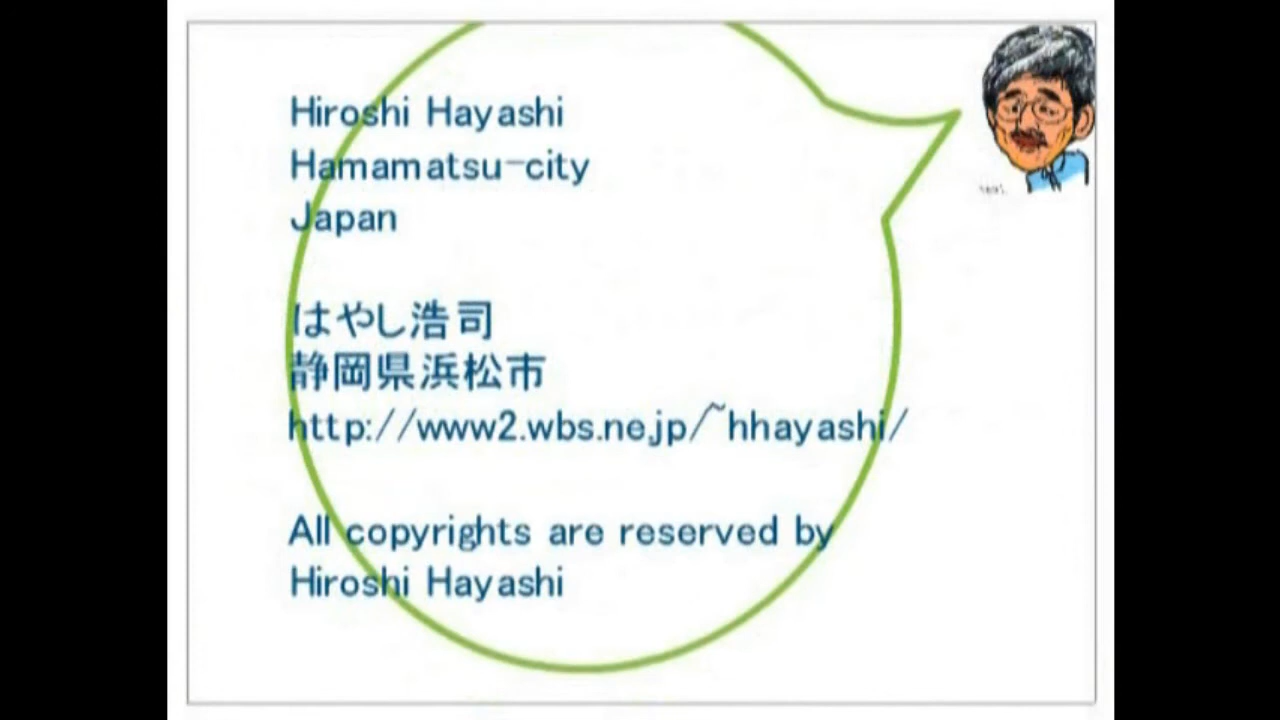 Hiroshi Hayashi
Hamamatsu-city
Japan
はやし浩司
静岡県浜松市
http://www2.wbs.ne.jp/~hhayashi/
All copyrights are reserved by
Hiroshi Hayashi